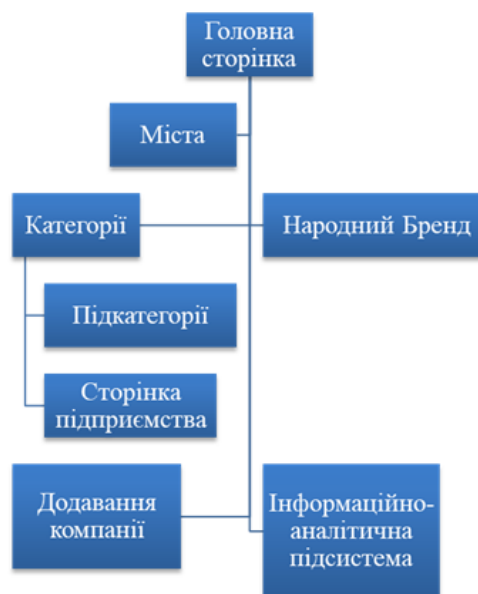 Головна
сторінка
Міста
Категорії
Народний Бренд
Підкатегорії
Сторінка
підприємства
Додавання
компанії
Інформаційно-
аналітична
підсистема